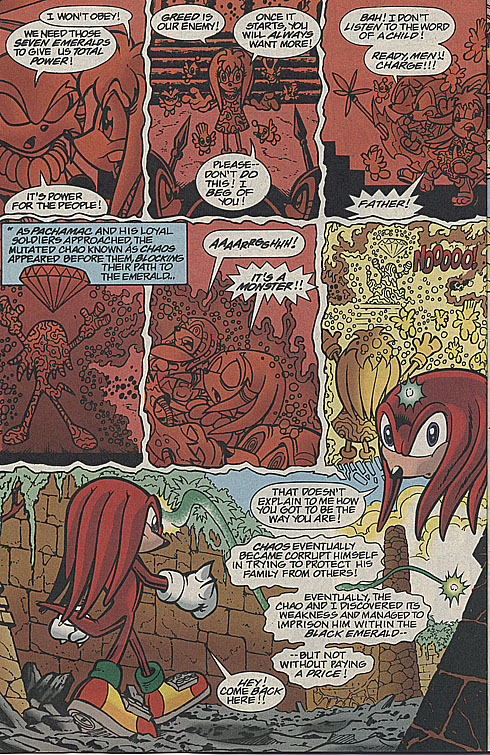 I WON'T OBEY!
WE NEED THOSE
SEVEN EMERALDS
TO GIVE US TOTAL
POWER!
IT'S POWER
FOR THE PEOPLE!
GREED IS
OUR ENEMY!
ONCE IT
STARTS, YOU
WILL ALWAYS
WANT MORE!
PLEASE--
DON'T DO
THIS! I
BEG OF
YOU!
BAH! I DON'T
LISTEN TO THE WORD
OF A CHILD!
READY, MEN!
CHARGE!!!
FATHER!
"AS PACHAMAC AND HIS LOYAL
SOLDIERS APPROACHED, THE
MUTATED CHAO KNOWN AS CHAOS
APPEARED BEFORE THEM, BLOCKING
THEIR PATH TO
THE EMERALD..
AAAARRGGHHH!
IT'S A
MONSTER!!
NOOOOO!
THAT DOESN'T
EXPLAIN TO ME HOW
YOU GOT TO BE THE
WAY YOU ARE!
CHAOS EVENTUALLY
BECAME CORRUPT HIMSELF
IN TRYING TO PROTECT HIS
FAMILY FROM OTHERS!
EVENTUALLY, THE
CHAO AND I DISCOVERED ITS
WEAKNESS AND MANAGED TO
IMPRISON HIM WITHIN THE
BLACK EMERALD--
--BUT NOT
WITHOUT PAYING
A PRICE!
HEY!
COME BACK
HERE!!